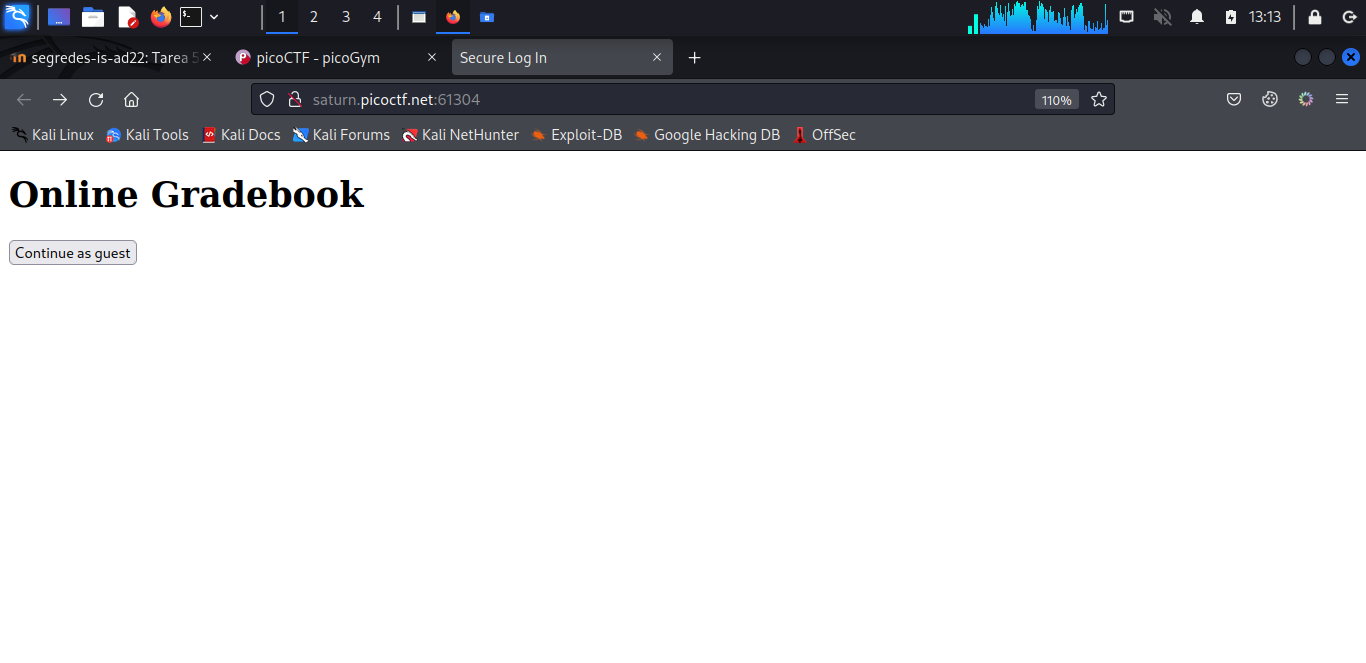 1 2 3 4 13:13
segredes-is-ad22: Tarea 5 picoCTF - picoGym Secure Log In
saturn.picoctf.net:61304 110%
Kali Linux Kali Tools Kali Docs Kali Forums Kali NetHunter Exploit-DB Google Hacking DB OffSec
Online Gradebook
Continue as guest